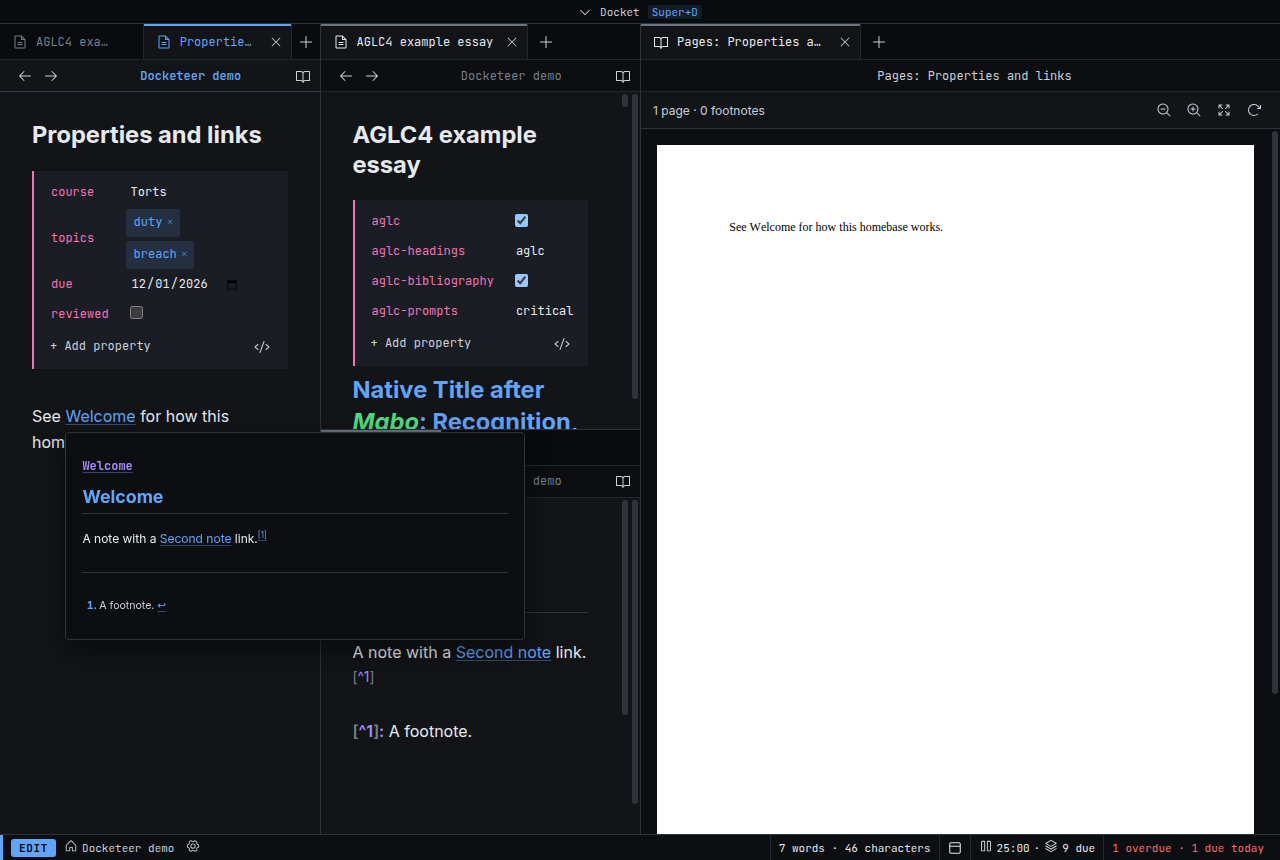 Docket Super+D
AGLC4 exa…
Propertie…
AGLC4 example essay
Pages: Properties a…
Docketeer demo
Docketeer demo
Pages: Properties and links
1 page · 0 footnotes
Properties and links
course Torts
topics duty ×
breach ×
due 12/01/2026
reviewed
+ Add property </>
See Welcome for how this
hom
AGLC4 example
essay
aglc
aglc-headings aglc
aglc-bibliography
aglc-prompts critical
+ Add property </>
Native Title after
Mabo: Recognition,
demo
Welcome
Welcome
A note with a Second note link.[1]
1. A footnote. ↩
A note with a Second note link.
[^1]
[^1]: A footnote.
See Welcome for how this homebase works.
EDIT Docketeer demo
7 words · 46 characters
25:00 · 9 due
1 overdue · 1 due today